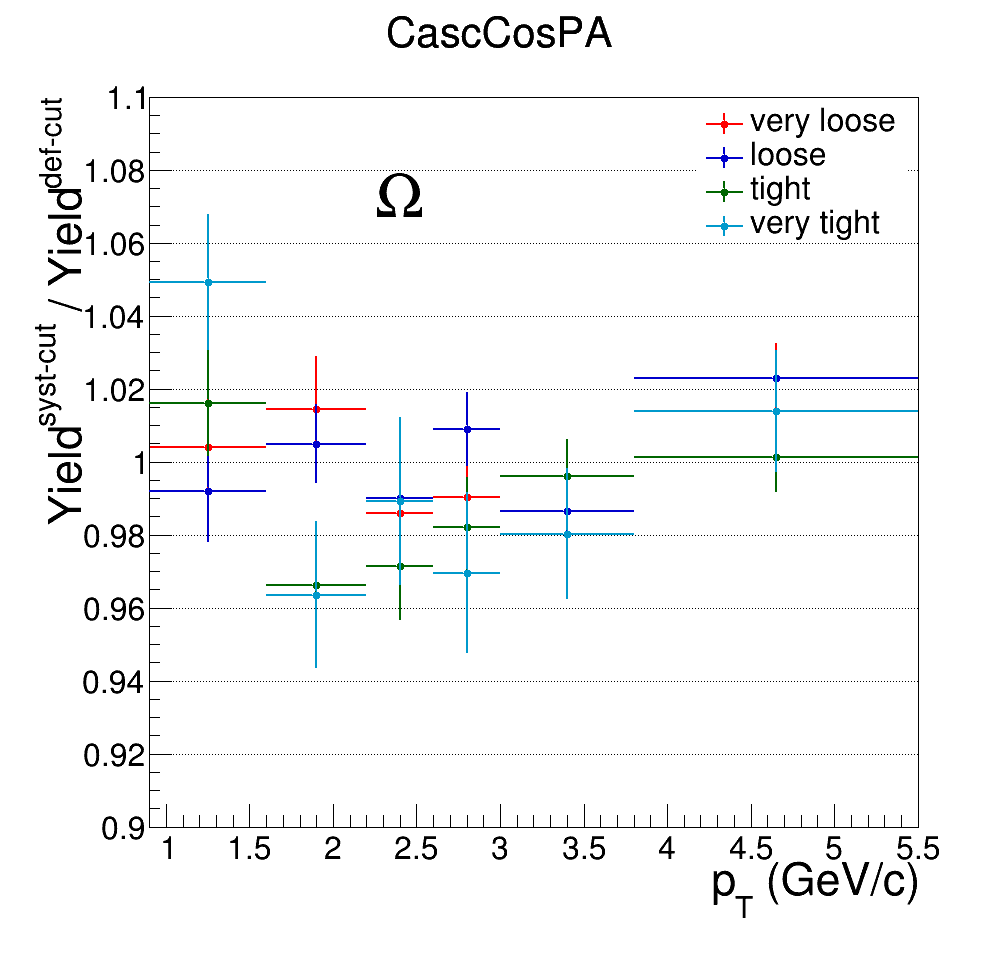 CascCosPA
Yield^syst-cut / Yield^def-cut
1.1
1.08
1.06
1.04
1.02
1
0.98
0.96
0.94
0.92
0.9
Ω
very loose
loose
tight
very tight
1 1.5 2 2.5 3 3.5 4 4.5 5 5.5
p_T (GeV/c)